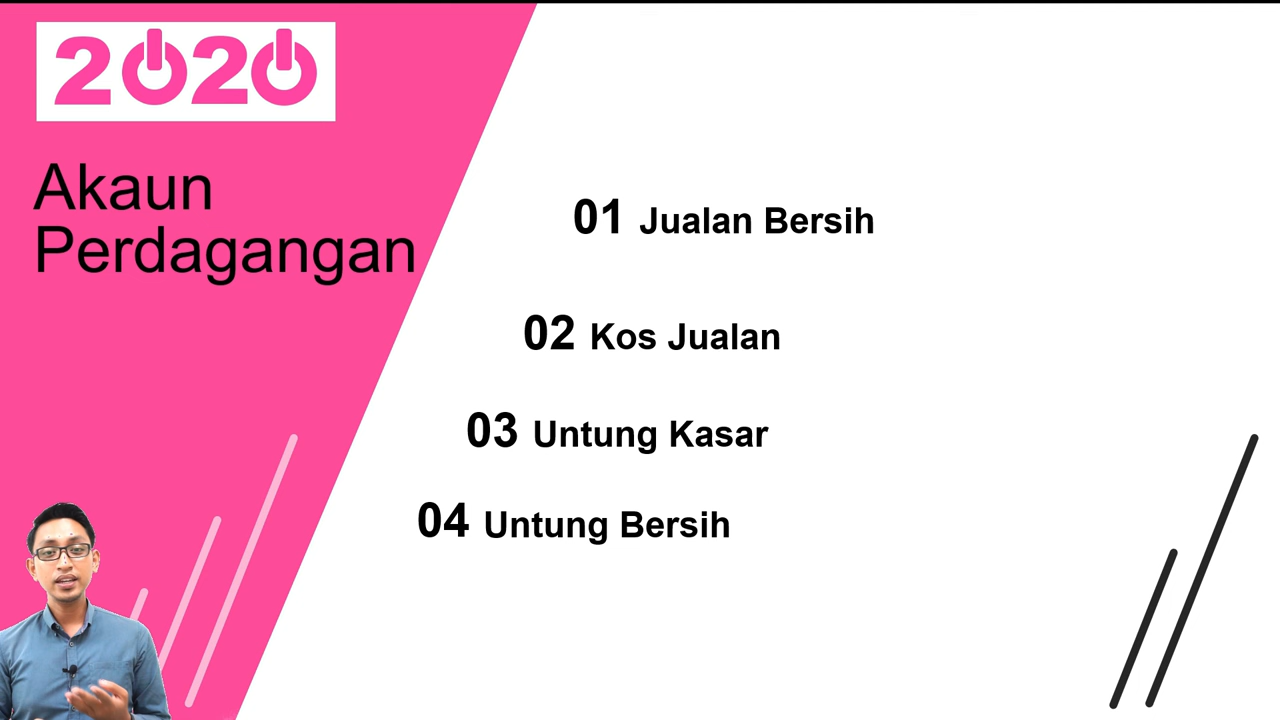 2020
Akaun
Perdagangan
01 Jualan Bersih
02 Kos Jualan
03 Untung Kasar
04 Untung Bersih